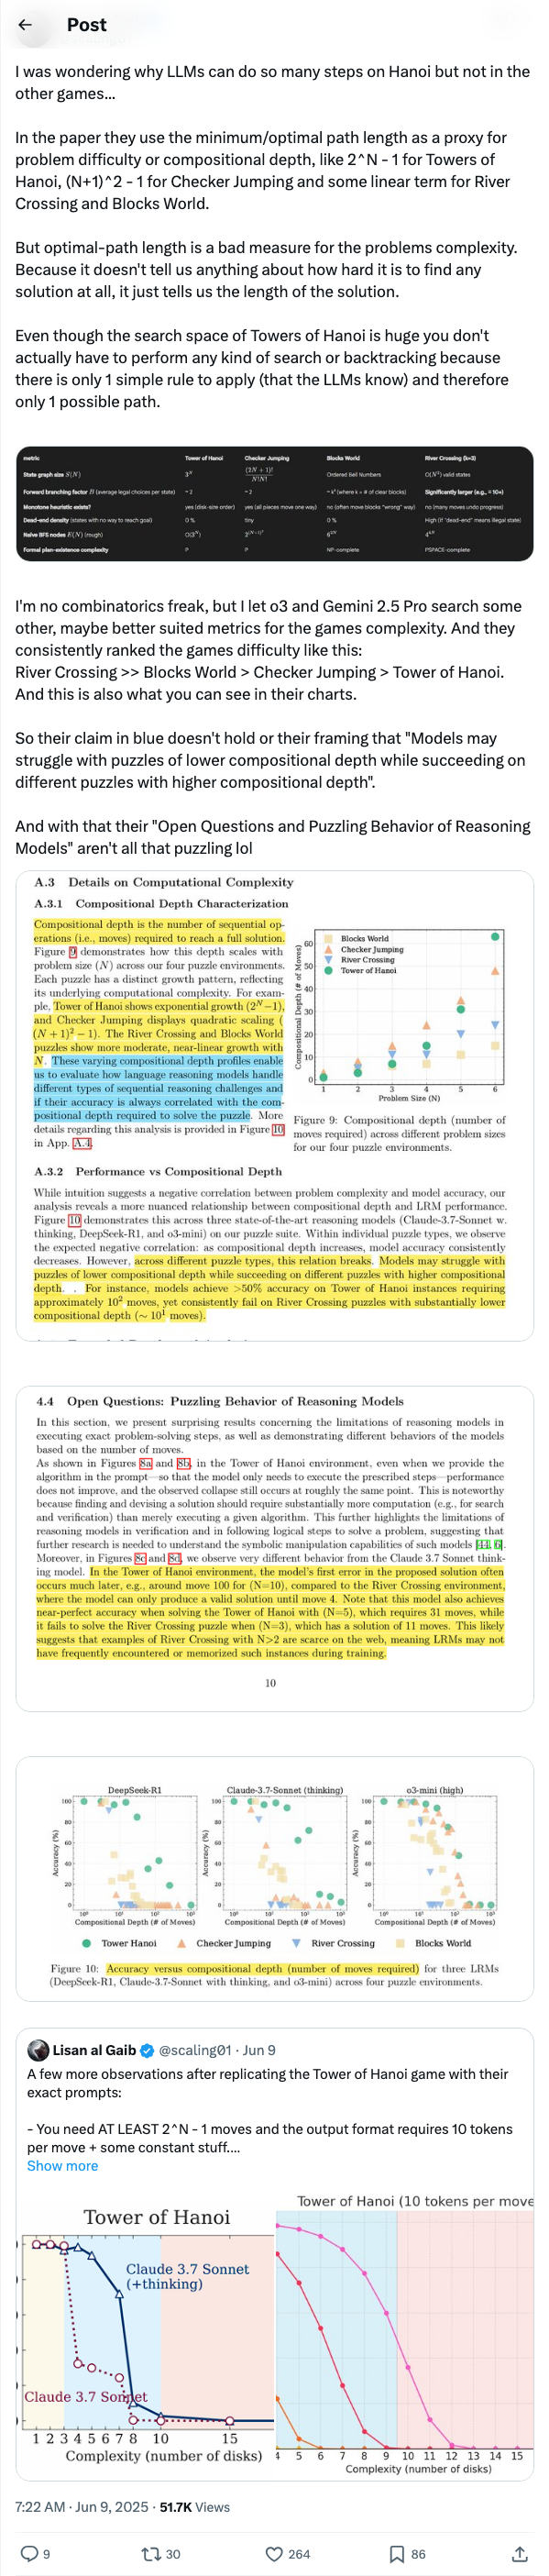 Post
I was wondering why LLMs can do so many steps on Hanoi but not in the
other games...
In the paper they use the minimum/optimal path length as a proxy for
problem difficulty or compositional depth, like 2^N - 1 for Towers of
Hanoi, (N+1)^2 - 1 for Checker Jumping and some linear term for River
Crossing and Blocks World.
But optimal-path length is a bad measure for the problems complexity.
Because it doesn't tell us anything about how hard it is to find any
solution at all, it just tells us the length of the solution.
Even though the search space of Towers of Hanoi is huge you don't
actually have to perform any kind of search or backtracking because
there is only 1 simple rule to apply (that the LLMs know) and therefore
only 1 possible path.
metric Tower of Hanoi Checker Jumping Blocks World River Crossing (k=3)
State graph size S(N) 3^N (2N + 1)! / N!N! Ordered Bell Numbers O(N³) valid states
Forward branching factor B (average legal choices per state) ≈ 2 ≈ 2 ≈ k² (where k = # of clear blocks) Significantly larger (e.g., ≈ 10+)
Monotone heuristic exists? yes (disk-size order) yes (all pieces move one way) no (often move blocks "wrong" way) no (many moves undo progress)
Dead-end density (states with no way to reach goal) 0 % tiny 0 % High (if "dead-end" means illegal state)
Naïve BFS nodes E(N) (rough)
Formal plan-existence complexity P P NP-complete PSPACE-complete
I'm no combinatorics freak, but I let o3 and Gemini 2.5 Pro search some
other, maybe better suited metrics for the games complexity. And they
consistently ranked the games difficulty like this:
River Crossing >> Blocks World > Checker Jumping > Tower of Hanoi.
And this is also what you can see in their charts.
So their claim in blue doesn't hold or their framing that "Models may
struggle with puzzles of lower compositional depth while succeeding on
different puzzles with higher compositional depth".
And with that their "Open Questions and Puzzling Behavior of Reasoning
Models" aren't all that puzzling lol
A.3 Details on Computational Complexity
A.3.1 Compositional Depth Characterization
Compositional depth is the number of sequential op-
erations (i.e., moves) required to reach a full solution.
Figure 9 demonstrates how this depth scales with
problem size (N) across our four puzzle environments.
Each puzzle has a distinct growth pattern, reflecting
its underlying computational complexity. For exam-
ple, Tower of Hanoi shows exponential growth (2^N−1),
and Checker Jumping displays quadratic scaling (
(N + 1)² − 1). The River Crossing and Blocks World
puzzles show more moderate, near-linear growth with
N. These varying compositional depth profiles enable
us to evaluate how language reasoning models handle
different types of sequential reasoning challenges and
if their accuracy is always correlated with the com-
positional depth required to solve the puzzle. More
details regarding this analysis is provided in Figure 10
in App. A.4.
Compositional Depth (# of Moves)
60
50
40
30
20
10
0
Blocks World
Checker Jumping
River Crossing
Tower of Hanoi
1 2 3 4 5 6
Problem Size (N)
Figure 9: Compositional depth (number of
moves required) across different problem sizes
for our four puzzle environments.
A.3.2 Performance vs Compositional Depth
While intuition suggests a negative correlation between problem complexity and model accuracy, our
analysis reveals a more nuanced relationship between compositional depth and LRM performance.
Figure 10 demonstrates this across three state-of-the-art reasoning models (Claude-3.7-Sonnet w.
thinking, DeepSeek-R1, and o3-mini) on our puzzle suite. Within individual puzzle types, we observe
the expected negative correlation: as compositional depth increases, model accuracy consistently
decreases. However, across different puzzle types, this relation breaks. Models may struggle with
puzzles of lower compositional depth while succeeding on different puzzles with higher compositional
depth. . For instance, models achieve >50% accuracy on Tower of Hanoi instances requiring
approximately 10² moves, yet consistently fail on River Crossing puzzles with substantially lower
compositional depth (∼ 10¹ moves).
4.4 Open Questions: Puzzling Behavior of Reasoning Models
In this section, we present surprising results concerning the limitations of reasoning models in
executing exact problem-solving steps, as well as demonstrating different behaviors of the models
based on the number of moves.
As shown in Figures 8a and 8b, in the Tower of Hanoi environment, even when we provide the
algorithm in the prompt—so that the model only needs to execute the prescribed steps—performance
does not improve, and the observed collapse still occurs at roughly the same point. This is noteworthy
because finding and devising a solution should require substantially more computation (e.g., for search
and verification) than merely executing a given algorithm. This further highlights the limitations of
reasoning models in verification and in following logical steps to solve a problem, suggesting that
further research is needed to understand the symbolic manipulation capabilities of such models [44, 6].
Moreover, in Figures 8c and 8d, we observe very different behavior from the Claude 3.7 Sonnet think-
ing model. In the Tower of Hanoi environment, the model's first error in the proposed solution often
occurs much later, e.g., around move 100 for (N=10), compared to the River Crossing environment,
where the model can only produce a valid solution until move 4. Note that this model also achieves
near-perfect accuracy when solving the Tower of Hanoi with (N=5), which requires 31 moves, while
it fails to solve the River Crossing puzzle when (N=3), which has a solution of 11 moves. This likely
suggests that examples of River Crossing with N>2 are scarce on the web, meaning LRMs may not
have frequently encountered or memorized such instances during training.
10
DeepSeek-R1 Claude-3.7-Sonnet (thinking) o3-mini (high)
Accuracy (%) Accuracy (%) Accuracy (%)
100 100 100
80 80 80
60 60 60
40 40 40
20 20 20
0 0 0
Compositional Depth (# of Moves) Compositional Depth (# of Moves) Compositional Depth (# of Moves)
Tower Hanoi Checker Jumping River Crossing Blocks World
Figure 10: Accuracy versus compositional depth (number of moves required) for three LRMs
(DeepSeek-R1, Claude-3.7-Sonnet with thinking, and o3-mini) across four puzzle environments.
Lisan al Gaib @scaling01 · Jun 9
A few more observations after replicating the Tower of Hanoi game with their
exact prompts:
- You need AT LEAST 2^N - 1 moves and the output format requires 10 tokens
per move + some constant stuff....
Show more
Tower of Hanoi
Claude 3.7 Sonnet
(+thinking)
Claude 3.7 Sonnet
1 2 3 4 5 6 7 8 10 15
Complexity (number of disks)
Tower of Hanoi (10 tokens per move
4 5 6 7 8 9 10 11 12 13 14 15
Complexity (number of disks)
7:22 AM · Jun 9, 2025 · 51.7K Views
9 30 264 86